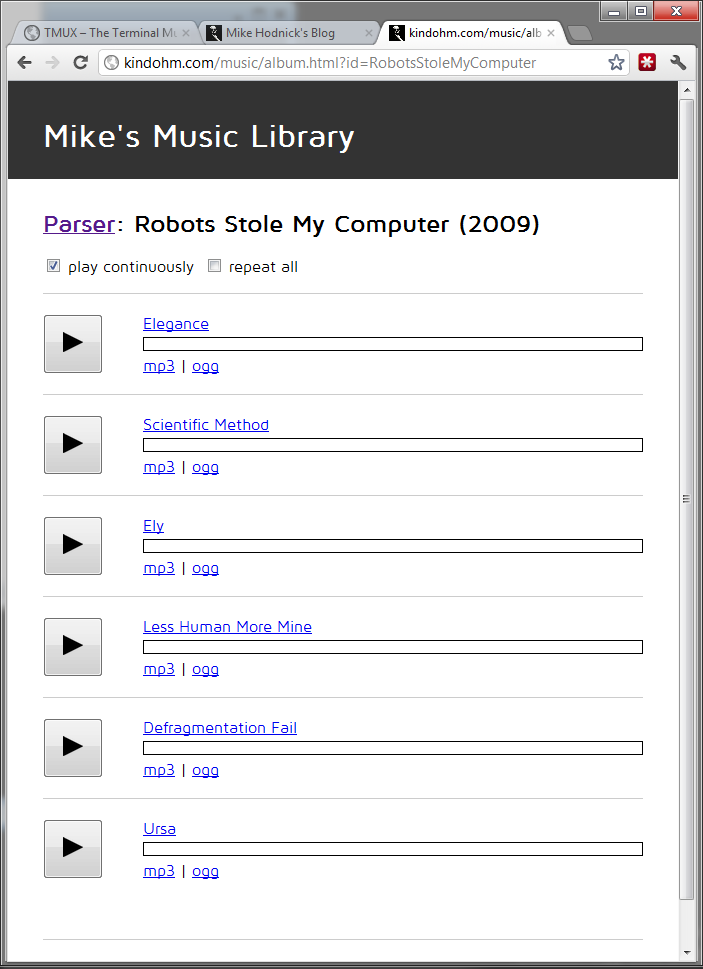 TMUX – The Terminal Mu
Mike Hodnick's Blog
kindohm.com/music/alb
kindohm.com/music/album.html?id=RobotsStoleMyComputer
Mike's Music Library
Parser: Robots Stole My Computer (2009)
play continuously repeat all
Elegance
mp3 | ogg
Scientific Method
mp3 | ogg
Ely
mp3 | ogg
Less Human More Mine
mp3 | ogg
Defragmentation Fail
mp3 | ogg
Ursa
mp3 | ogg